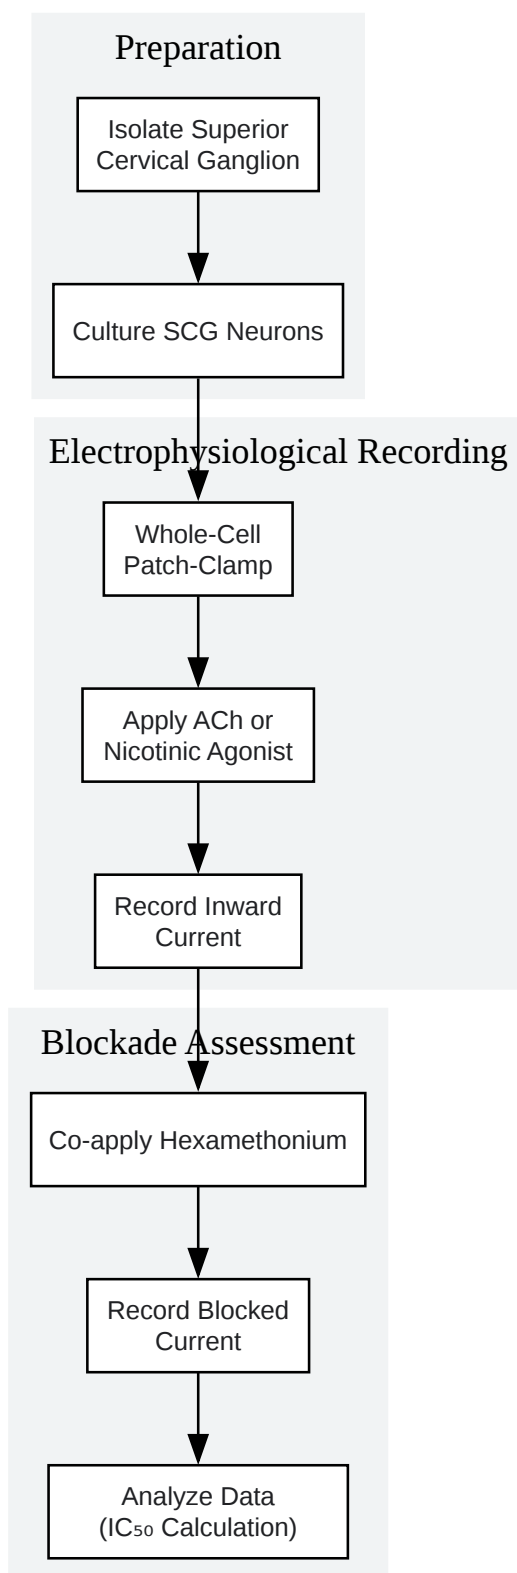 Preparation
Isolate Superior
Cervical Ganglion
Culture SCG Neurons
Electrophysiological Recording
Whole-Cell
Patch-Clamp
Apply ACh or
Nicotinic Agonist
Record Inward
Current
Blockade Assessment
Co-apply Hexamethonium
Record Blocked
Current
Analyze Data
(IC₅₀ Calculation)